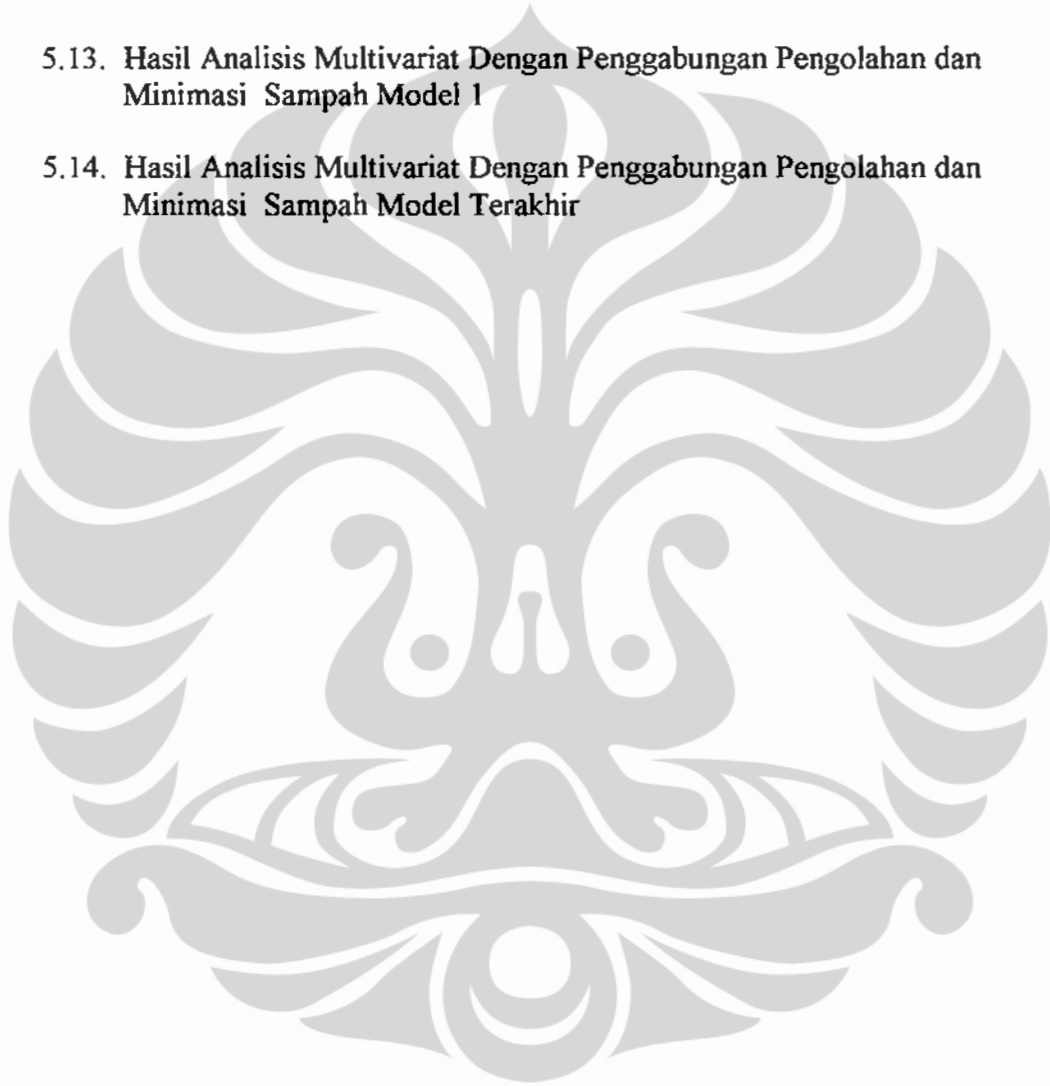 5.13. Hasil Analisis Multivariat Dengan Penggabungan Pengolahan dan
Minimasi Sampah Model 1
5.14. Hasil Analisis Multivariat Dengan Penggabungan Pengolahan dan
Minimasi Sampah Model Terakhir